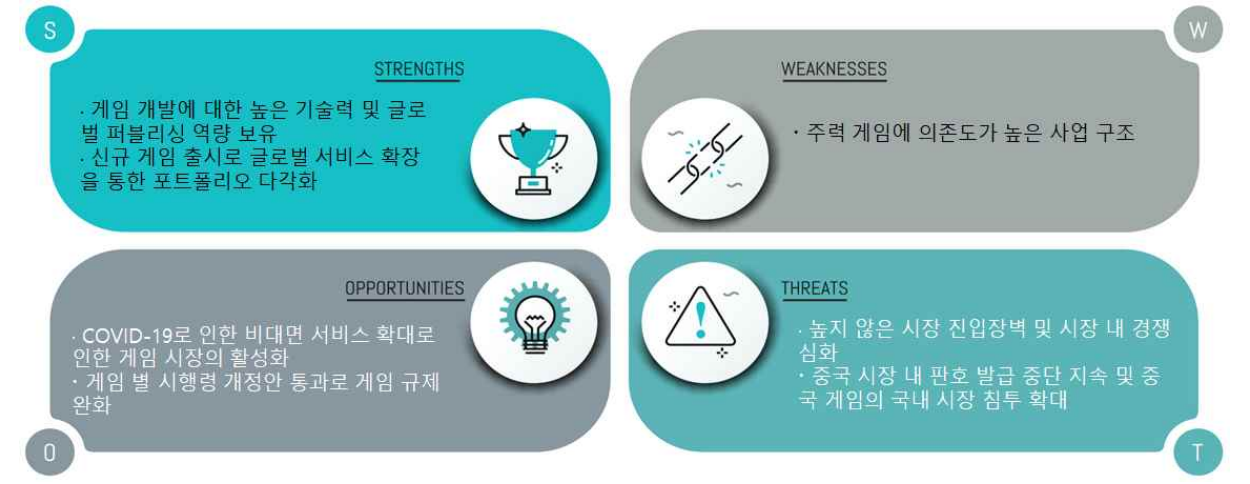 S
STRENGTHS
· 게임 개발에 대한 높은 기술력 및 글로
벌 퍼블리싱 역량 보유
· 신규 게임 출시로 글로벌 서비스 확장
을 통한 포트폴리오 다각화
W
WEAKNESSES
· 주력 게임에 의존도가 높은 사업 구조
OPPORTUNITIES
· COVID-19로 인한 비대면 서비스 확대로
인한 게임 시장의 활성화
· 게임 별 시행령 개정안 통과로 게임 규제
완화
O
THREATS
· 높지 않은 시장 진입장벽 및 시장 내 경쟁
심화
· 중국 시장 내 판호 발급 중단 지속 및 중
국 게임의 국내 시장 침투 확대
T